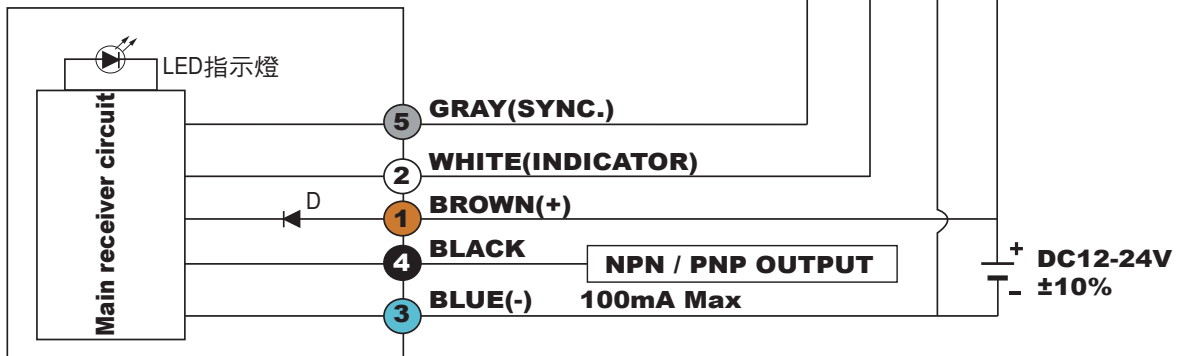 LED指示燈
Main receiver circuit
5 GRAY(SYNC.)
2 WHITE(INDICATOR)
D
1 BROWN(+)
4 BLACK
NPN / PNP OUTPUT
3 BLUE(-) 100mA Max
+
-
DC12-24V
±10%